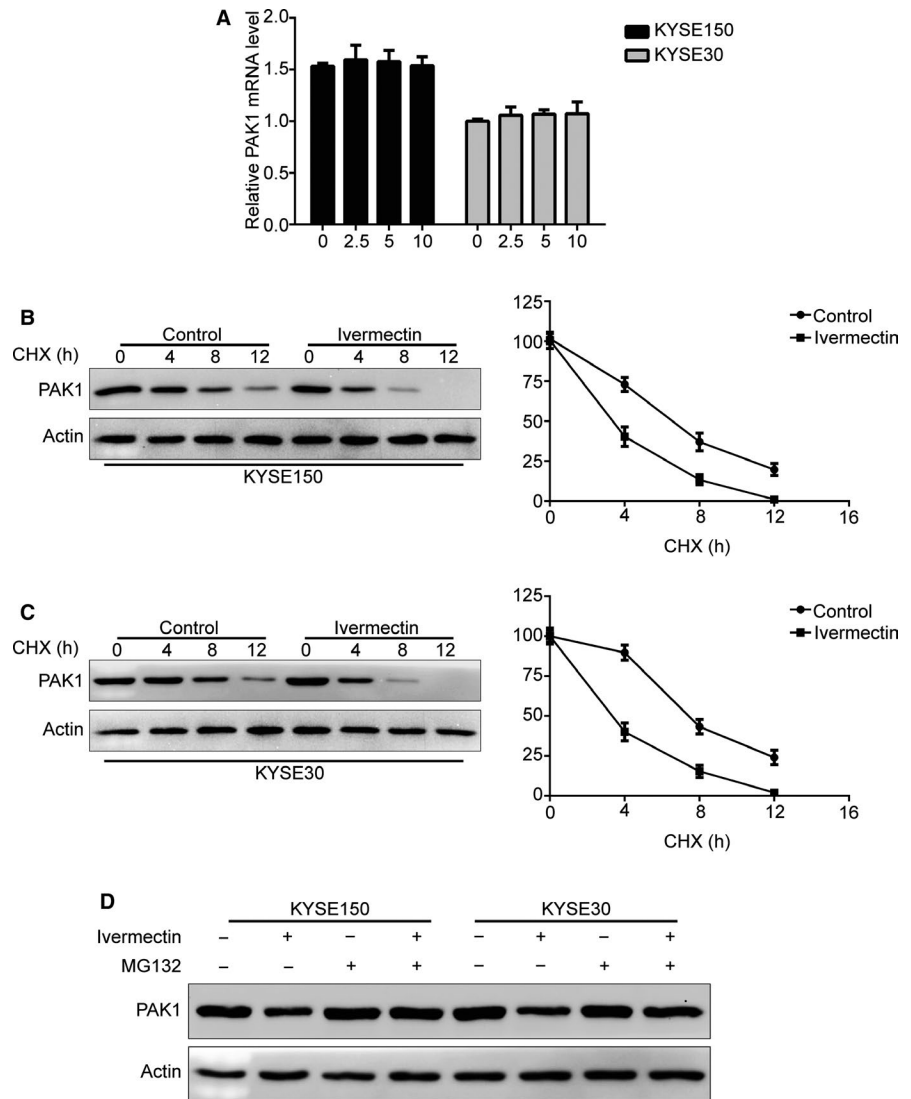 A
Relative PAK1 mRNA level
2.0
1.5
1.0
0.5
0.0
0 2.5 5 10 0 2.5 5 10
KYSE150
KYSE30
B
Control Ivermectin
CHX (h) 0 4 8 12 0 4 8 12
PAK1
Actin
KYSE150
125
100
75
50
25
0
0 4 8 12 16
CHX (h)
Control
Ivermectin
C
Control Ivermectin
CHX (h) 0 4 8 12 0 4 8 12
PAK1
Actin
KYSE30
125
100
75
50
25
0
0 4 8 12 16
CHX (h)
Control
Ivermectin
D
KYSE150 KYSE30
Ivermectin – + – + – + – +
MG132 – – + + – – + +
PAK1
Actin